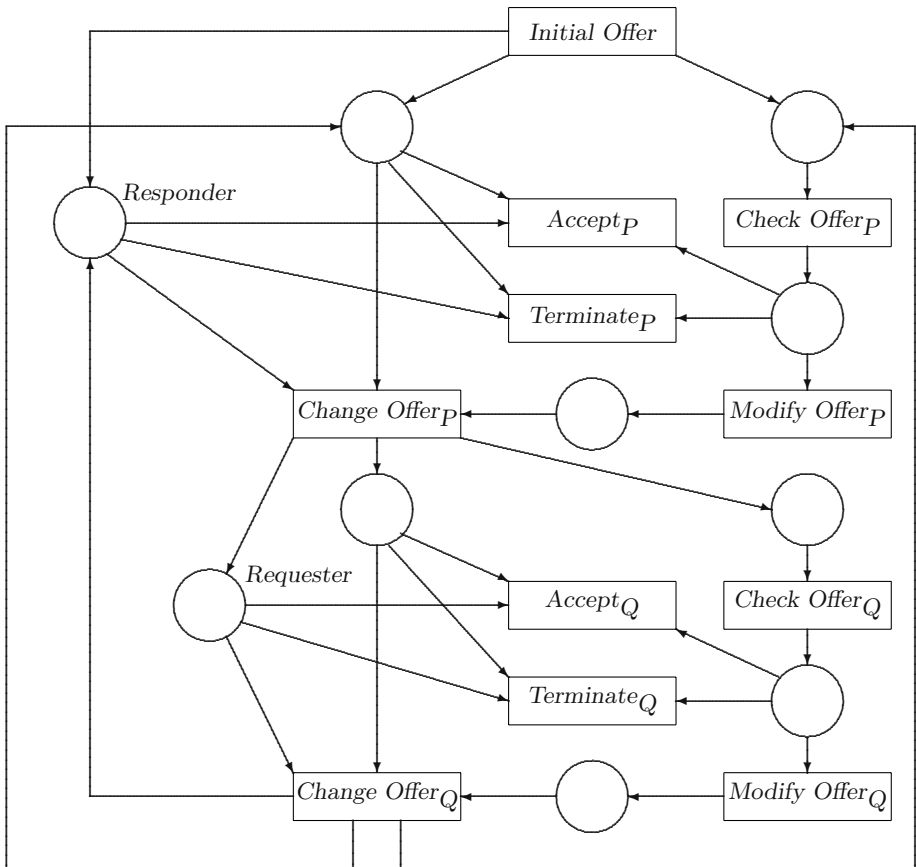 Initial Offer
Responder
Accept_P
Check Offer_P
Terminate_P
Change Offer_P
Modify Offer_P
Requester
Accept_Q
Check Offer_Q
Terminate_Q
Change Offer_Q
Modify Offer_Q